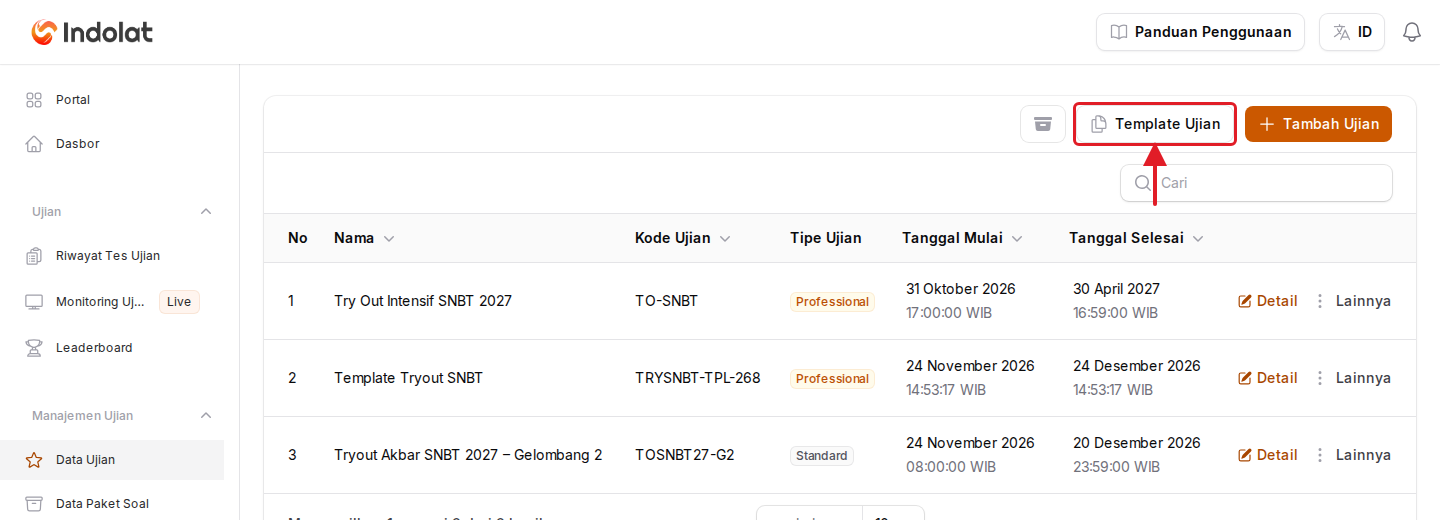 Indolat
Panduan Penggunaan
ID
Portal
Dasbor
Ujian
Riwayat Tes Ujian
Monitoring Uj... Live
Leaderboard
Manajemen Ujian
Data Ujian
Data Paket Soal
Template Ujian
Tambah Ujian
Cari
No Nama Kode Ujian Tipe Ujian Tanggal Mulai Tanggal Selesai
1 Try Out Intensif SNBT 2027 TO-SNBT Professional 31 Oktober 2026 17:00:00 WIB 30 April 2027 16:59:00 WIB Detail Lainnya
2 Template Tryout SNBT TRYSNBT-TPL-268 Professional 24 November 2026 14:53:17 WIB 24 Desember 2026 14:53:17 WIB Detail Lainnya
3 Tryout Akbar SNBT 2027 – Gelombang 2 TOSNBT27-G2 Standard 24 November 2026 08:00:00 WIB 20 Desember 2026 23:59:00 WIB Detail Lainnya